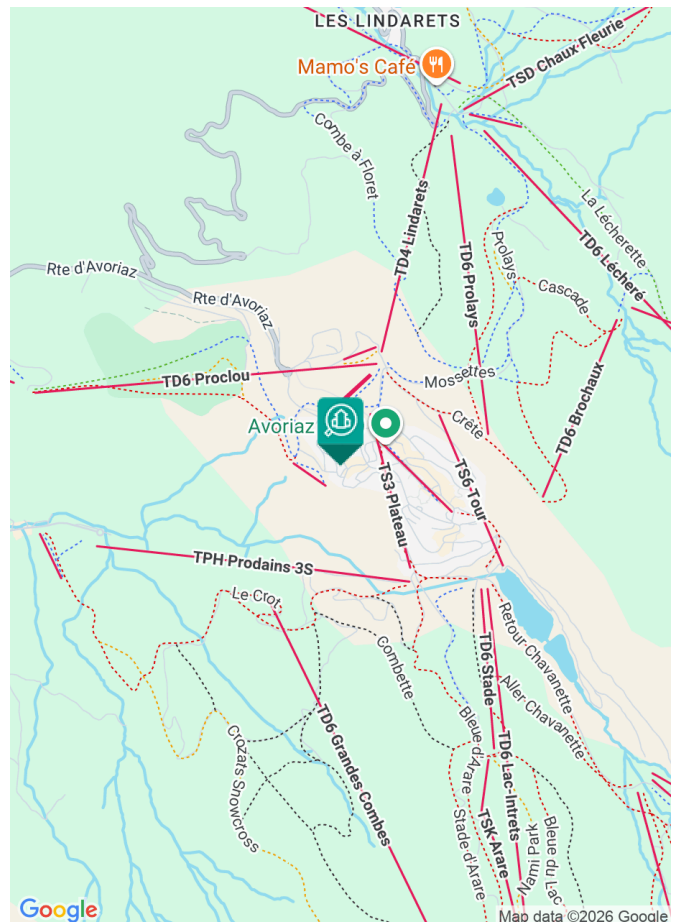 LES LINDARETS
Mamo's Café
TSD Chaux Fleurie
Combe à Floret
TD4 Lindarets
La Lécherette
TD6 Prolays
Prolays
TD6 Lécheré
Cascade
Rte d'Avoriaz
Rte d'Avoriaz
TD6 Proclou
Mossettes
TD6 Brochaux
Crête
Avoriaz
TS3 Plateau
TS6 Tour
TPH Prodains 3S
Le Crot
Combette
Retour Chavanette
TD6 Stade
Aller Chavanette
Bleue d'Arare
TD6 Lac-Intrets
TD6 Grandes Combes
Crozats Snowcross
TSK Arare
Stade d'Arare
Nami Park
Bleue du Lac
Google
Map data ©2026 Google